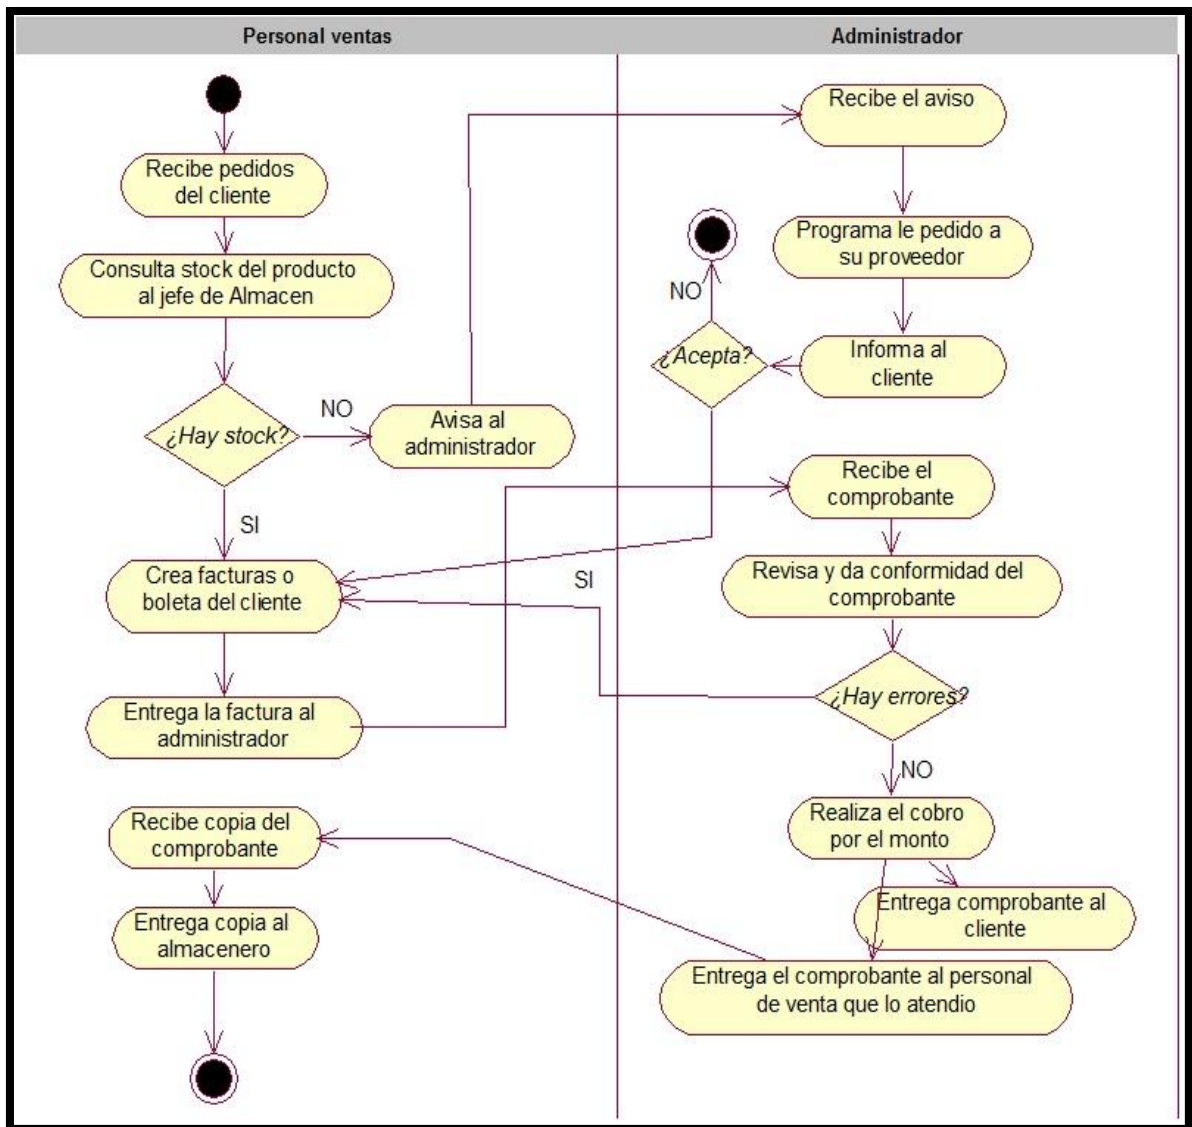 Personal ventas
Administrador
Recibe pedidos
del cliente
Consulta stock del producto
al jefe de Almacen
¿Hay stock?
NO
Avisa al
administrador
SI
Crea facturas o
boleta del cliente
Entrega la factura al
administrador
Recibe copia del
comprobante
Entrega copia al
almacenero
Recibe el aviso
Programa le pedido a
su proveedor
Informa al
cliente
¿Acepta?
NO
Recibe el
comprobante
Revisa y da conformidad del
comprobante
SI
¿Hay errores?
NO
Realiza el cobro
por el monto
Entrega comprobante al
cliente
Entrega el comprobante al personal
de venta que lo atendio